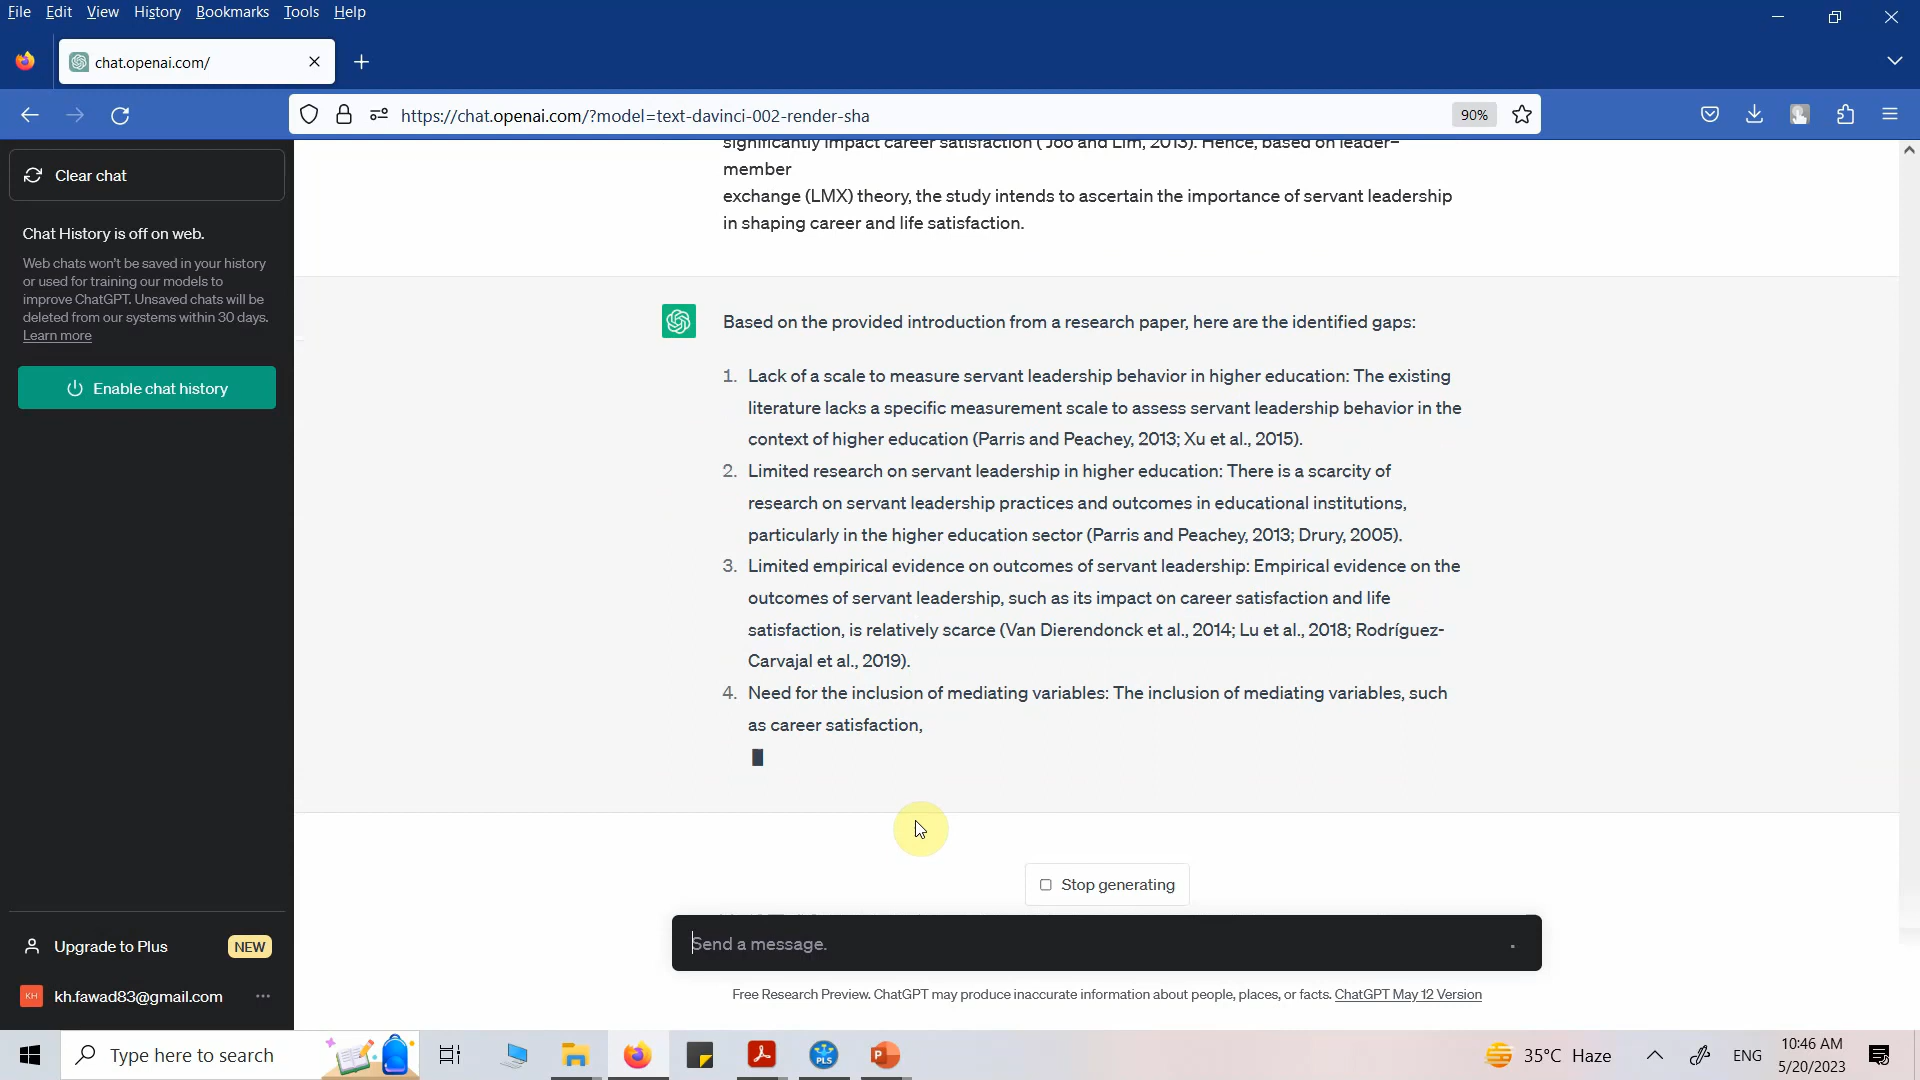 File Edit View History Bookmarks Tools Help
chat.openai.com/
https://chat.openai.com/?model=text-davinci-002-render-sha
90%
Clear chat
Chat History is off on web.
Web chats won't be saved in your history
or used for training our models to
improve ChatGPT. Unsaved chats will be
deleted from our systems within 30 days.
Learn more
Enable chat history
significantly impact career satisfaction ( Joo and Lim, 2013). Hence, based on leader–
member
exchange (LMX) theory, the study intends to ascertain the importance of servant leadership
in shaping career and life satisfaction.
Based on the provided introduction from a research paper, here are the identified gaps:
1. Lack of a scale to measure servant leadership behavior in higher education: The existing
literature lacks a specific measurement scale to assess servant leadership behavior in the
context of higher education (Parris and Peachey, 2013; Xu et al., 2015).
2. Limited research on servant leadership in higher education: There is a scarcity of
research on servant leadership practices and outcomes in educational institutions,
particularly in the higher education sector (Parris and Peachey, 2013; Drury, 2005).
3. Limited empirical evidence on outcomes of servant leadership: Empirical evidence on the
outcomes of servant leadership, such as its impact on career satisfaction and life
satisfaction, is relatively scarce (Van Dierendonck et al., 2014; Lu et al., 2018; Rodríguez-
Carvajal et al., 2019).
4. Need for the inclusion of mediating variables: The inclusion of mediating variables, such
as career satisfaction,
Stop generating
Send a message.
Free Research Preview. ChatGPT may produce inaccurate information about people, places, or facts. ChatGPT May 12 Version
Upgrade to Plus NEW
KH kh.fawad83@gmail.com
Type here to search
PLS
35°C Haze
ENG
10:46 AM
5/20/2023